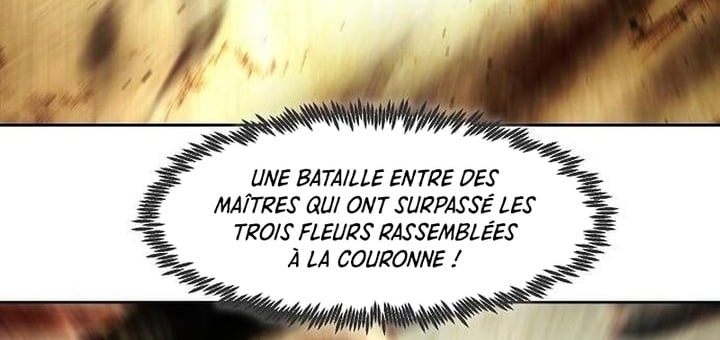 UNE BATAILLE ENTRE DES
MAÎTRES QUI ONT SURPASSÉ LES
TROIS FLEURS RASSEMBLÉES
À LA COURONNE !